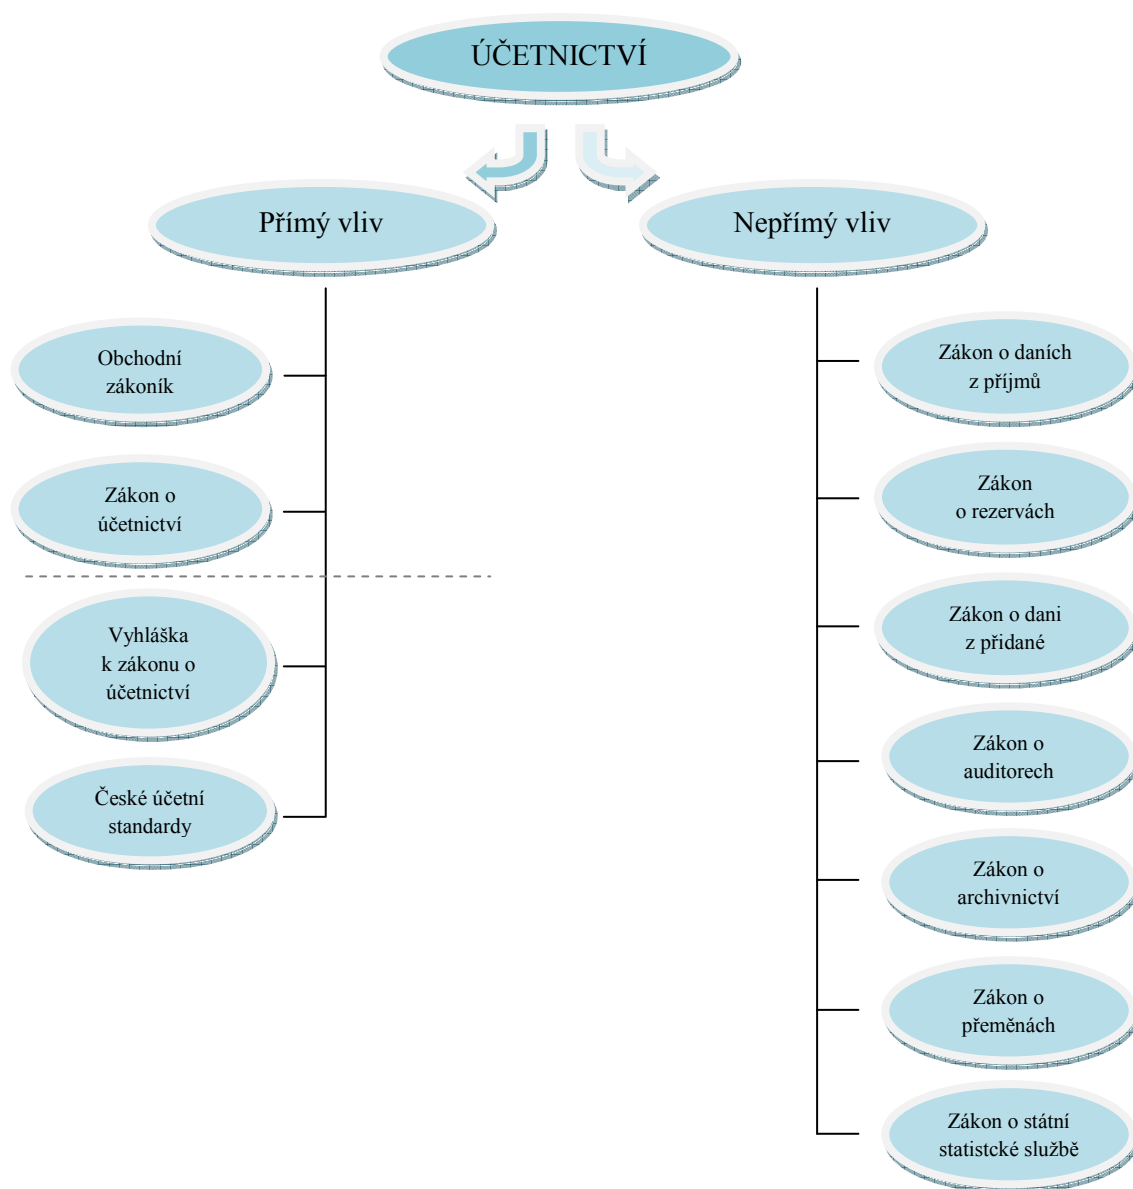 ÚČETNICTVÍ
Přímý vliv
Nepřímý vliv
Obchodní
zákoník
Zákon o
účetnictví
Vyhláška
k zákonu o
účetnictví
České účetní
standardy
Zákon o daních
z příjmů
Zákon
o rezervách
Zákon o dani
z přidané
Zákon o
auditorech
Zákon o
archivnictví
Zákon o
přeměnách
Zákon o státní
statistcké službě